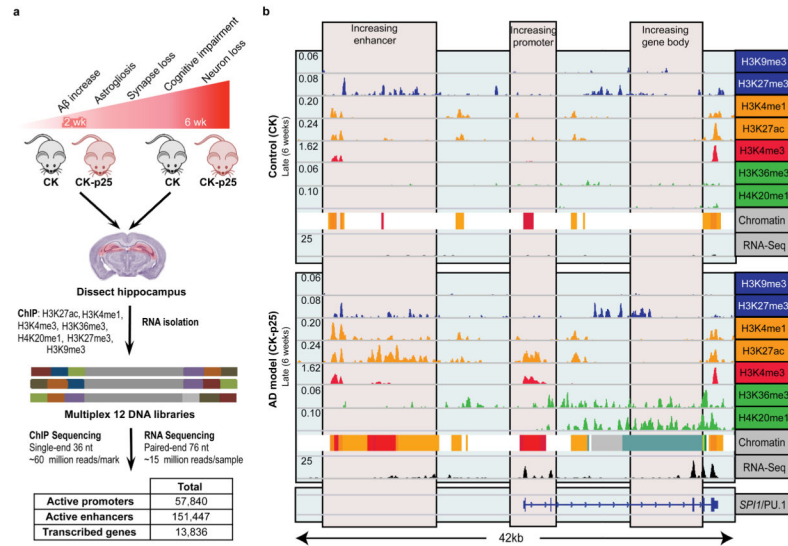 a
Aβ increase
Astrogliosis
Synapse loss
Cognitive impairment
Neuron loss
2 wk
6 wk
CK
CK-p25
CK
CK-p25
Dissect hippocampus
ChIP: H3K27ac, H3K4me1,
H3K4me3, H3K36me3,
H4K20me1, H3K27me3,
H3K9me3
RNA isolation
Multiplex 12 DNA libraries
ChIP Sequencing
Single-end 36 nt
~60 million reads/mark
RNA Sequencing
Paired-end 76 nt
~15 million reads/sample
Total
Active promoters 57,840
Active enhancers 151,447
Transcribed genes 13,836
b
Increasing
enhancer
Increasing
promoter
Increasing
gene body
Control (CK)
Late (6 weeks)
0.06 H3K9me3
0.08 H3K27me3
0.20 H3K4me1
0.24 H3K27ac
1.62 H3K4me3
0.06 H3K36me3
0.10 H4K20me1
Chromatin
25 RNA-Seq
AD model (CK-p25)
Late (6 weeks)
0.06 H3K9me3
0.08 H3K27me3
0.20 H3K4me1
0.24 H3K27ac
1.62 H3K4me3
0.06 H3K36me3
0.10 H4K20me1
Chromatin
25 RNA-Seq
SPI1/PU.1
42kb